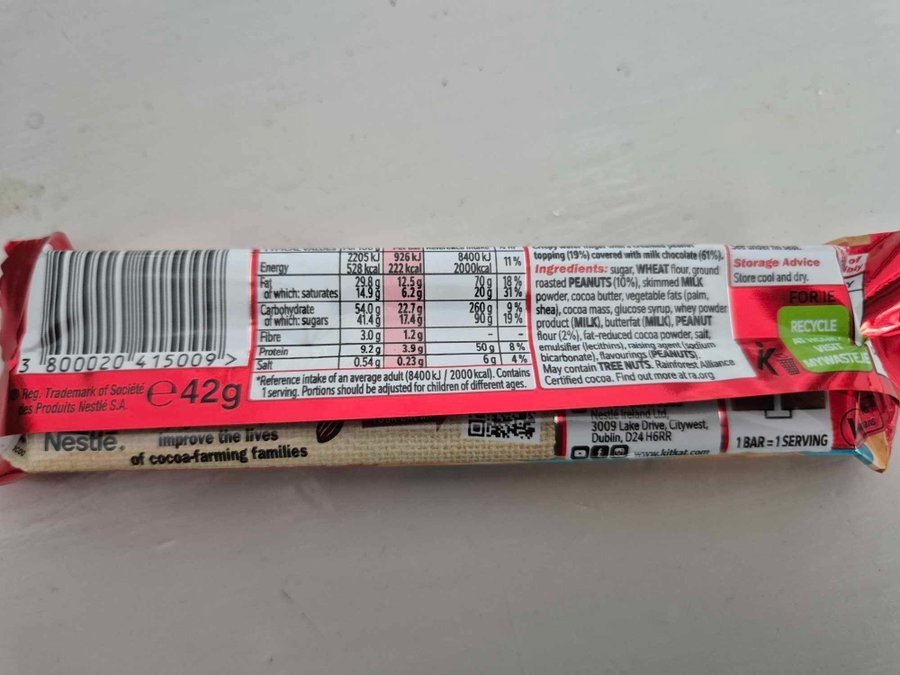 3 800020 415009 >
Reg. Trademark of Société
des Produits Nestlé S.A.
e 42g
Energy 2205 kJ 926 kJ 8400 kJ 11%
528 kcal 222 kcal 2000kcal
Fat 29.8 g 12.5 g 70 g 18%
of which: saturates 14.9 g 6.2 g 20 g 31%
Carbohydrate 54.0 g 22.7 g 260 g 9%
of which: sugars 41.4 g 17.4 g 90 g 19%
Fibre 3.0 g 1.2 g – –
Protein 9.2 g 3.9 g 50 g 8%
Salt 0.54 g 0.23 g 6 g 4%
*Reference intake of an average adult (8400 kJ / 2000 kcal). Contains
1 serving. Portions should be adjusted for children of different ages.
topping (19%) covered with milk chocolate (61%).
Ingredients: sugar, WHEAT flour, ground
roasted PEANUTS (10%), skimmed MILK
powder, cocoa butter, vegetable fats (palm,
shea), cocoa mass, glucose syrup, whey powder
product (MILK), butterfat (MILK), PEANUT
flour (2%), fat-reduced cocoa powder, salt,
emulsifier (lecithins), raising agent (sodium
bicarbonate), flavourings (PEANUTS).
May contain TREE NUTS. Rainforest Alliance
Certified cocoa. Find out more at ra.org
Storage Advice
Store cool and dry.
FOR IE
RECYCLE
Nestlé.
improve the lives
of cocoa-farming families
Nestlé Ireland Ltd,
3009 Lake Drive, Citywest,
Dublin, D24 H6RR
www.kitkat.com
1 BAR = 1 SERVING